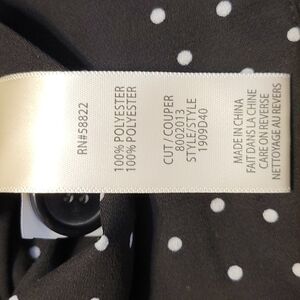 RN#58822
100% POLYESTER
100% POLYESTER
CUT / COUPER
8002013
STYLE/STYLE
1909D40
MADE IN CHINA
FAIT DANS LA CHINE
CARE ON REVERSE
NETTOYAGE AU REVERS